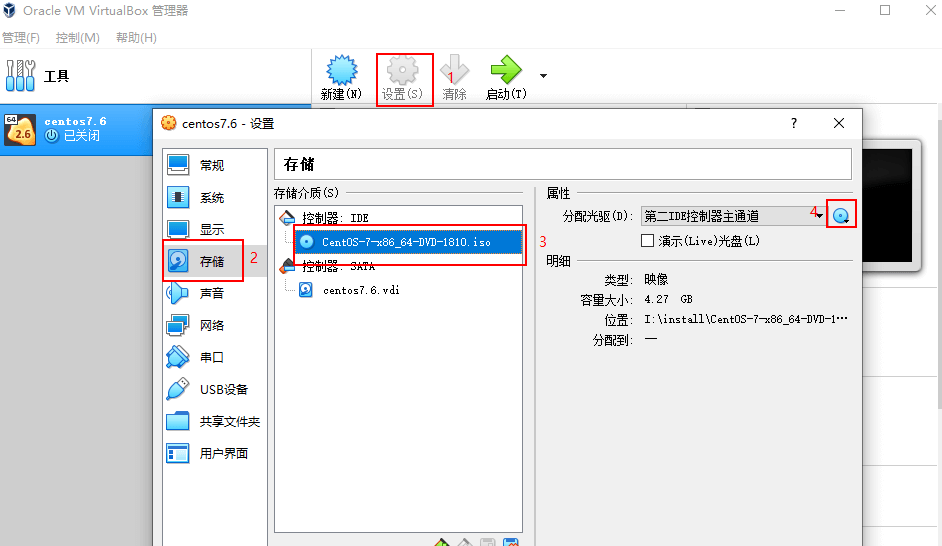 Oracle VM VirtualBox 管理器
管理(F) 控制(M) 帮助(H)
工具
新建(N) 设置(S) 1 清除 启动(T)
64
2.6
centos7.6
已关闭
centos7.6 - 设置
?
常规
系统
显示
存储 2
声音
网络
串口
USB设备
共享文件夹
用户界面
存储
存储介质(S)
控制器: IDE
CentOS-7-x86_64-DVD-1810.iso
3
控制器: SATA
centos7.6.vdi
属性
分配光驱(D): 第二IDE控制器主通道 4
演示(Live)光盘(L)
明细
类型: 映像
容量大小: 4.27 GB
位置: I:\install\CentOS-7-x86_64-DVD-1···
分配到: —